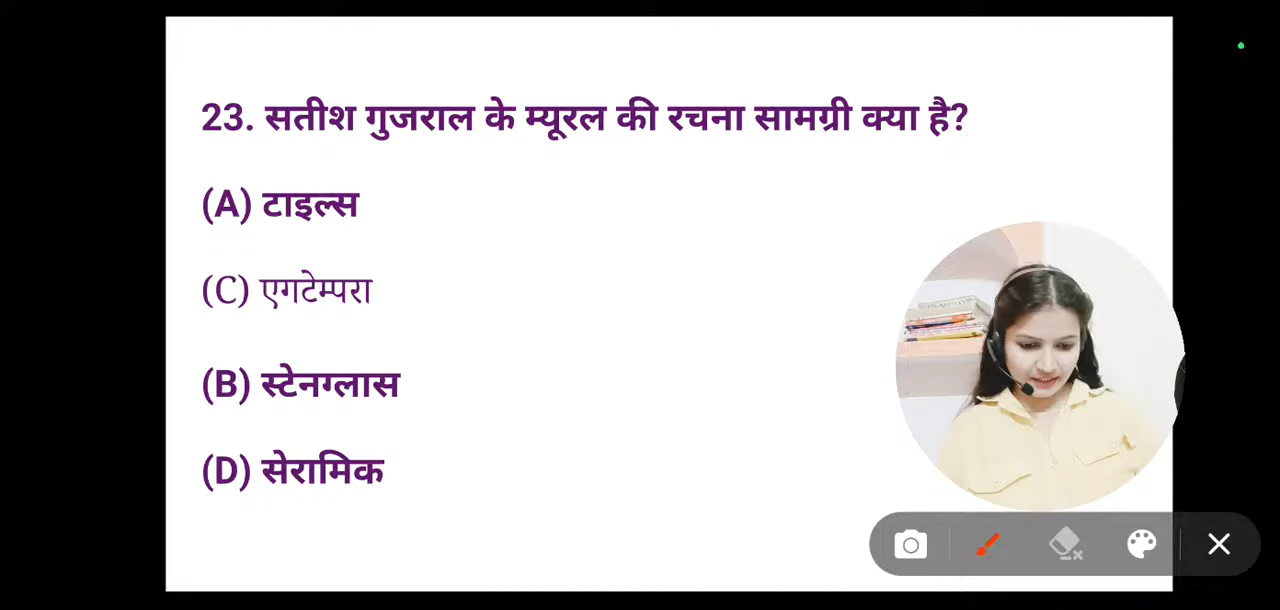 23. सतीश गुजराल के म्यूरल की रचना सामग्री क्या है?
(A) टाइल्स
(C) एगटेम्परा
(B) स्टेनग्लास
(D) सेरामिक